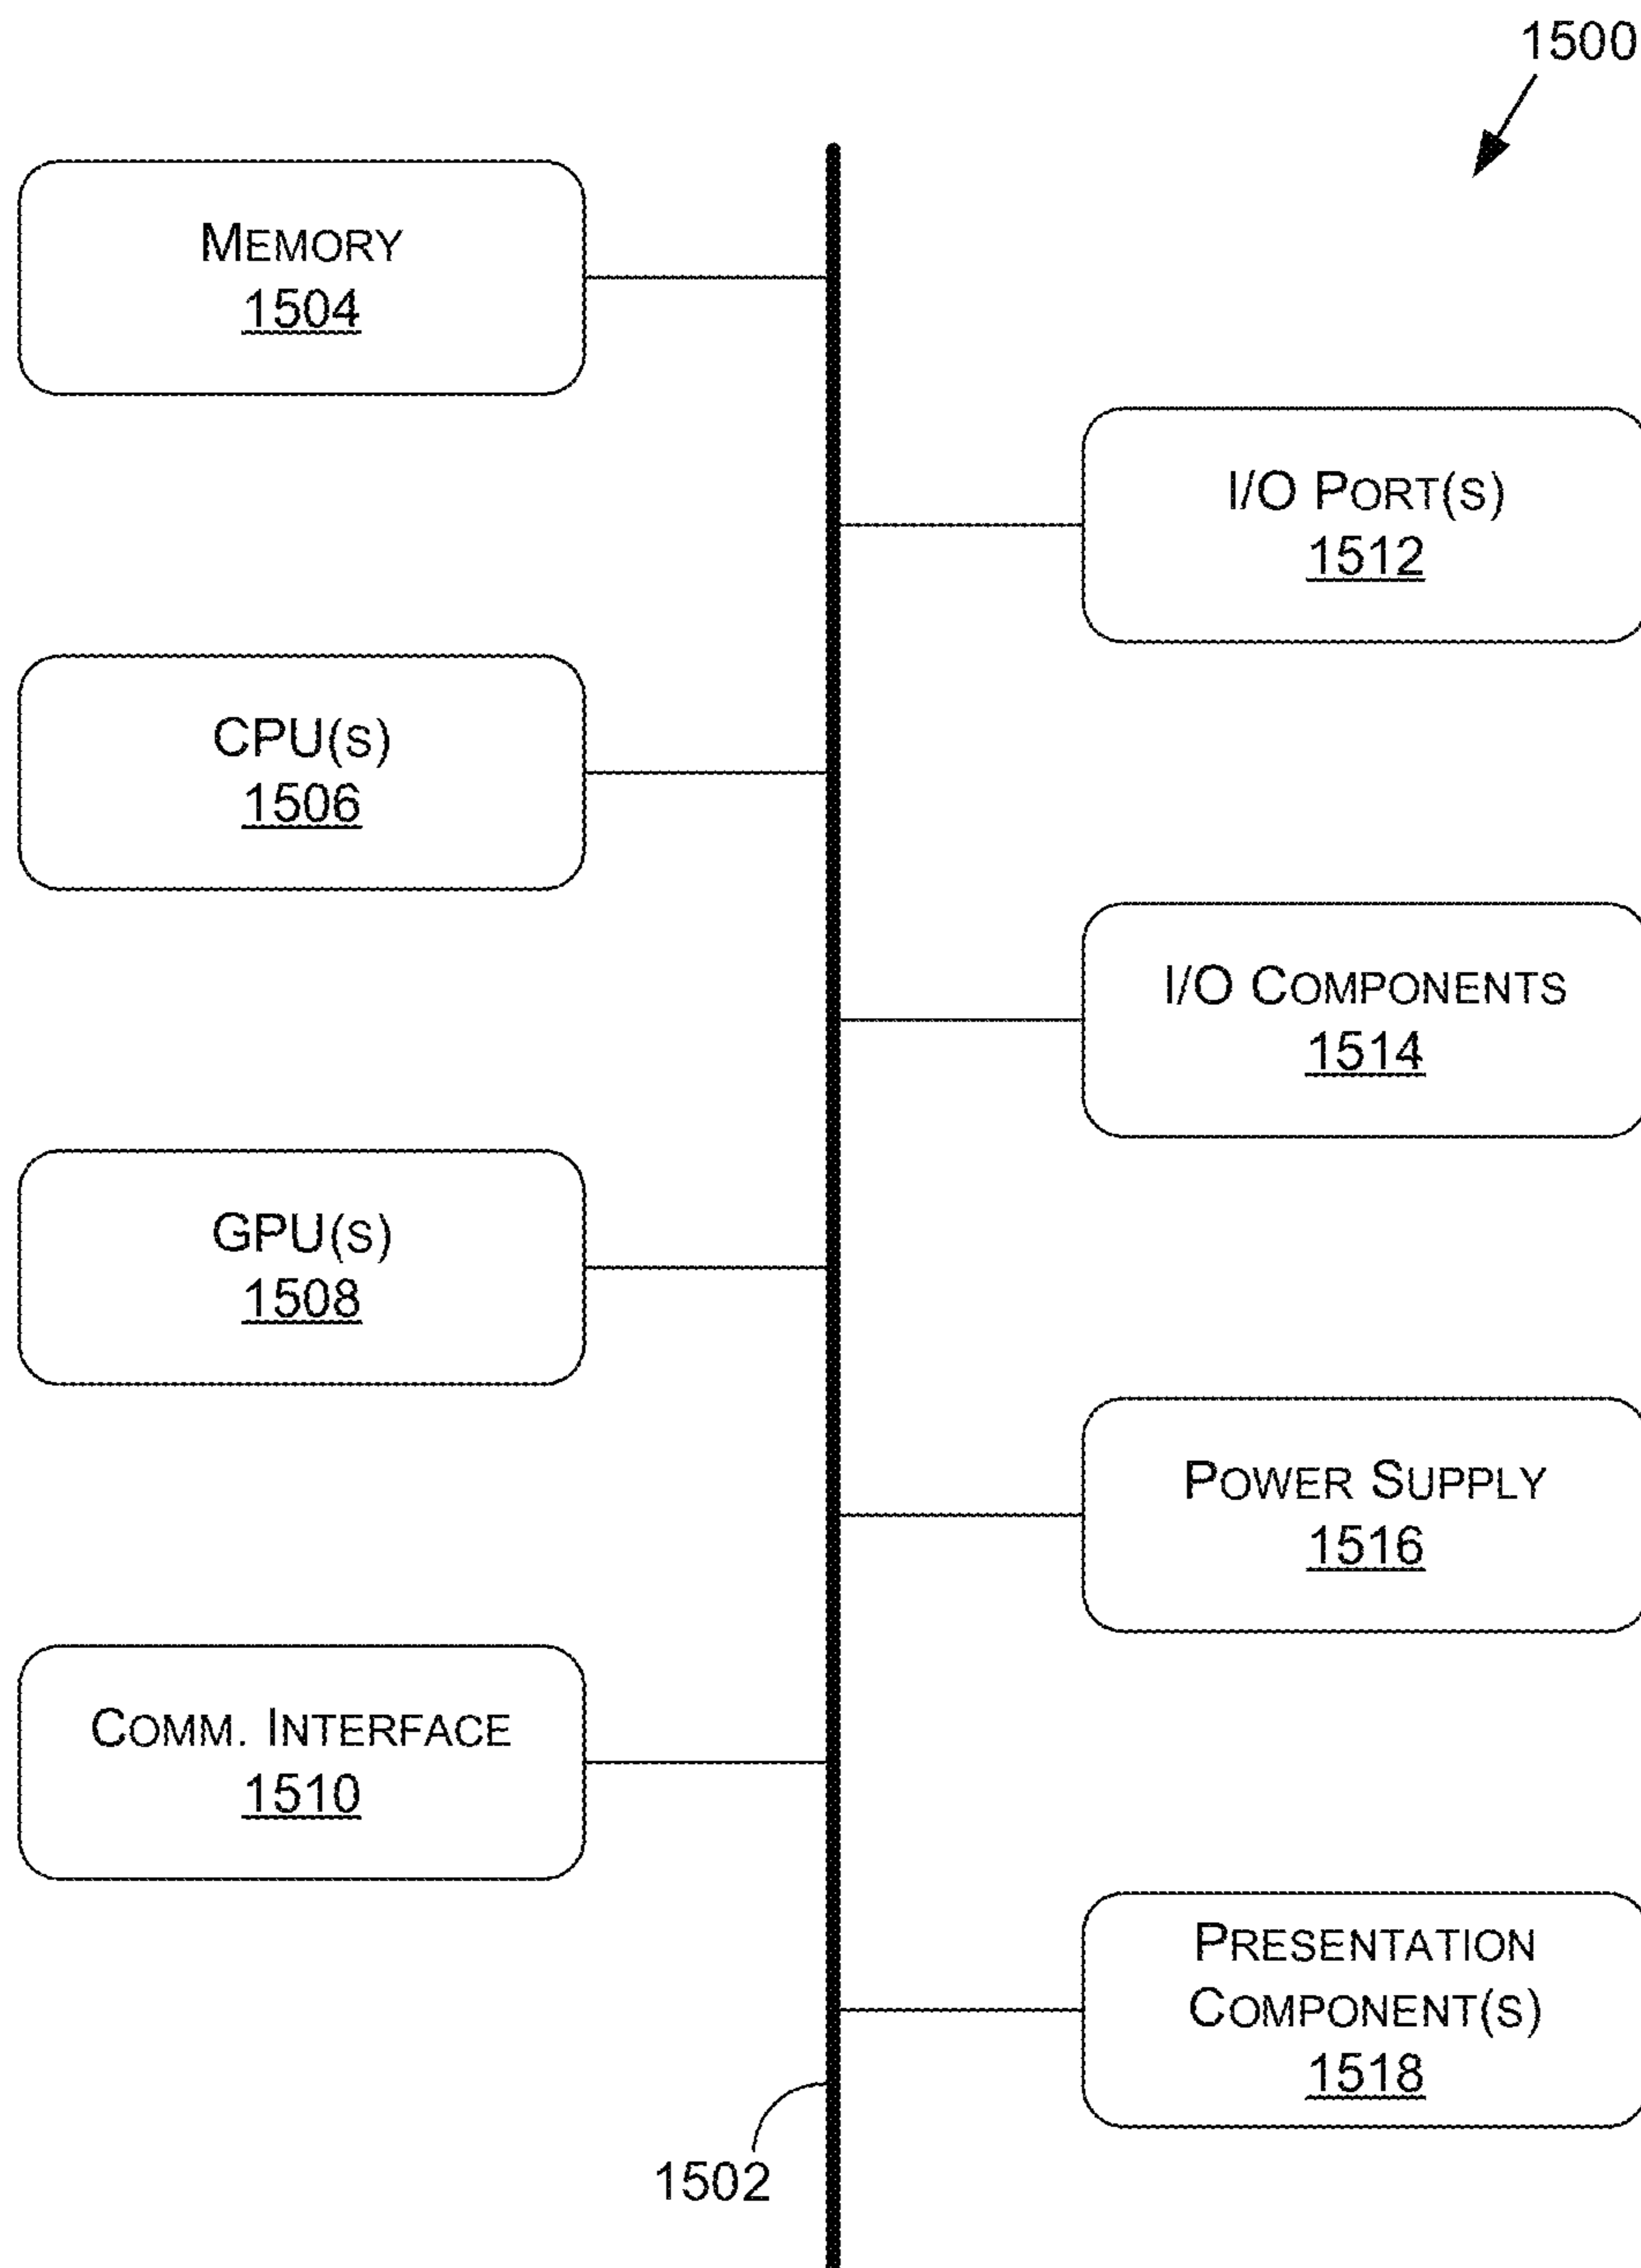 1500
MEMORY
1504
I/O PORT(S)
1512
CPU(S)
1506
I/O COMPONENTS
1514
GPU(S)
1508
POWER SUPPLY
1516
COMM. INTERFACE
1510
PRESENTATION
COMPONENT(S)
1518
1502